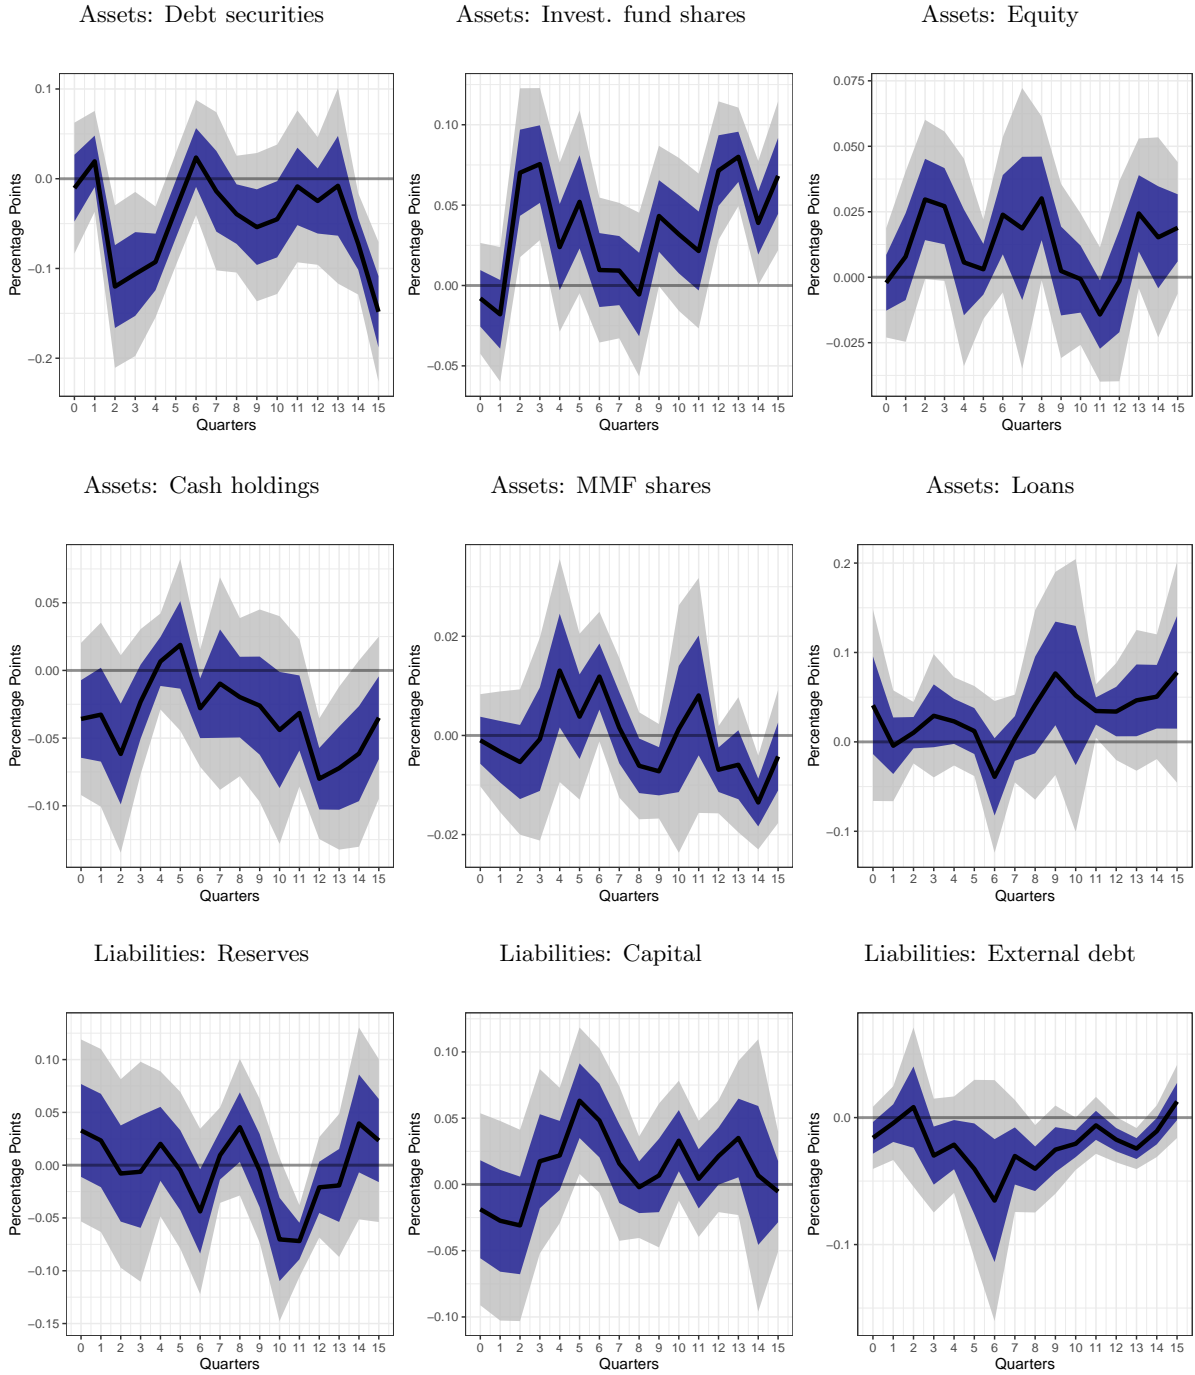 Assets: Debt securities
Assets: Invest. fund shares
Assets: Equity
Percentage Points
0.1
0.0
−0.1
−0.2
0 1 2 3 4 5 6 7 8 9 10 11 12 13 15
Quarters
Percentage Points
0.10
0.05
0.00
−0.05
0 1 2 3 4 5 6 7 8 9 10 11 12 13 14 15
Quarters
Percentage Points
0.075
0.050
0.025
0.000
−0.025
0 1 2 3 4 5 6 7 8 9 10 11 12 13 14 15
Quarters
Assets: Cash holdings
Assets: MMF shares
Assets: Loans
Percentage Points
0.05
0.00
−0.05
−0.10
0 1 2 3 4 5 6 7 8 9 10 11 12 13 14 15
Quarters
Percentage Points
0.02
0.00
−0.02
0 1 2 3 4 5 6 7 8 9 10 11 12 13 14 15
Quarters
Percentage Points
0.2
0.1
0.0
−0.1
0 1 2 3 4 5 6 7 8 9 10 11 12 13 14 15
Quarters
Liabilities: Reserves
Liabilities: Capital
Liabilities: External debt
Percentage Points
0.10
0.05
0.00
−0.05
−0.10
−0.15
0 1 2 3 4 5 6 7 8 9 10 11 12 13 14 15
Quarters
Percentage Points
0.10
0.05
0.00
−0.05
−0.10
0 1 2 3 4 5 6 7 8 9 10 11 12 13 14 15
Quarters
Percentage Points
0.0
−0.1
0 1 2 3 4 5 6 7 8 9 10 11 12 13 14 15
Quarters